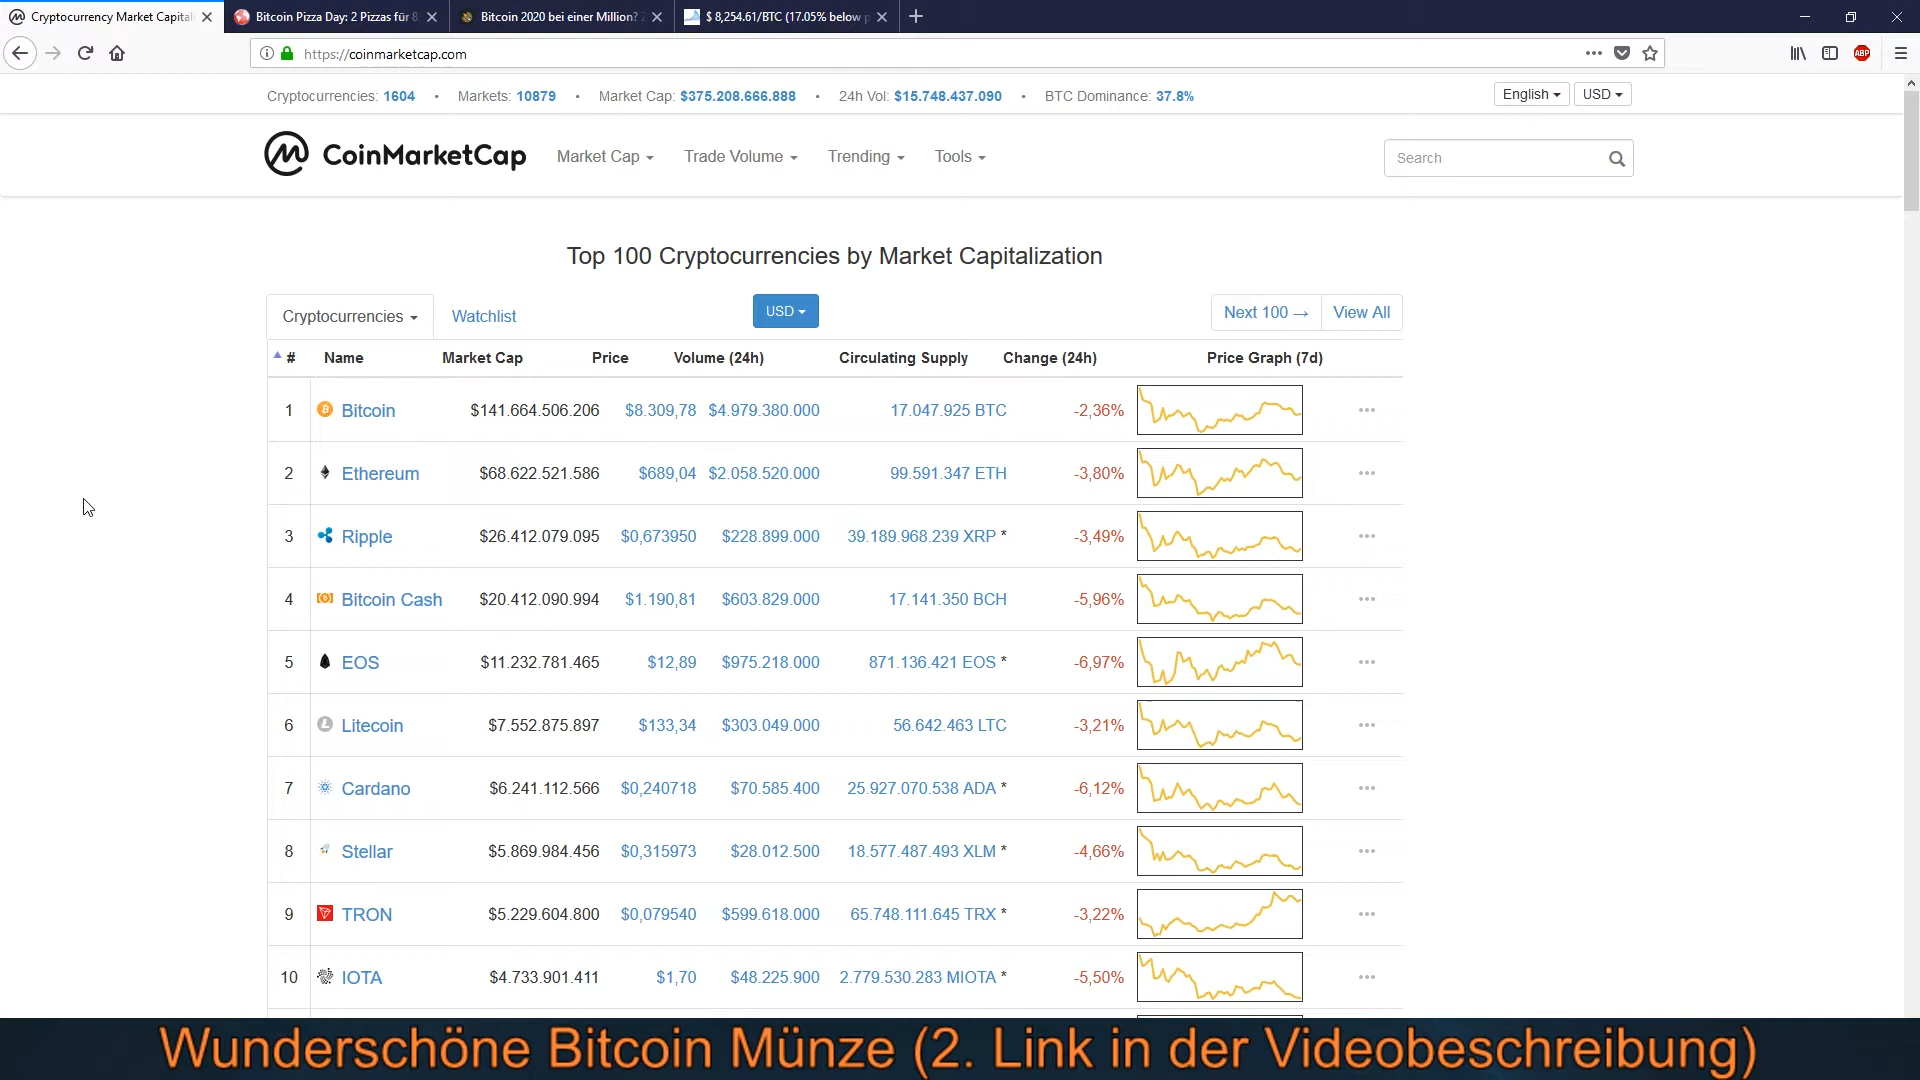 Cryptocurrency Market Capital
Bitcoin Pizza Day: 2 Pizzas für 8
Bitcoin 2020 bei einer Million?
$ 8,254.61/BTC (17.05% below p
https://coinmarketcap.com
ABP
Cryptocurrencies: 1604 • Markets: 10879 • Market Cap: $375.208.666.888 • 24h Vol: $15.748.437.090 • BTC Dominance: 37.8%
English USD
CoinMarketCap Market Cap Trade Volume Trending Tools Search
Top 100 Cryptocurrencies by Market Capitalization
Cryptocurrencies Watchlist USD Next 100 → View All
# Name Market Cap Price Volume (24h) Circulating Supply Change (24h) Price Graph (7d)
1 Bitcoin $141.664.506.206 $8.309,78 $4.979.380.000 17.047.925 BTC -2,36%
2 Ethereum $68.622.521.586 $689,04 $2.058.520.000 99.591.347 ETH -3,80%
3 Ripple $26.412.079.095 $0,673950 $228.899.000 39.189.968.239 XRP * -3,49%
4 Bitcoin Cash $20.412.090.994 $1.190,81 $603.829.000 17.141.350 BCH -5,96%
5 EOS $11.232.781.465 $12,89 $975.218.000 871.136.421 EOS * -6,97%
6 Litecoin $7.552.875.897 $133,34 $303.049.000 56.642.463 LTC -3,21%
7 Cardano $6.241.112.566 $0,240718 $70.585.400 25.927.070.538 ADA * -6,12%
8 Stellar $5.869.984.456 $0,315973 $28.012.500 18.577.487.493 XLM * -4,66%
9 TRON $5.229.604.800 $0,079540 $599.618.000 65.748.111.645 TRX * -3,22%
10 IOTA $4.733.901.411 $1,70 $48.225.900 2.779.530.283 MIOTA * -5,50%
Wunderschöne Bitcoin Münze (2. Link in der Videobeschreibung)